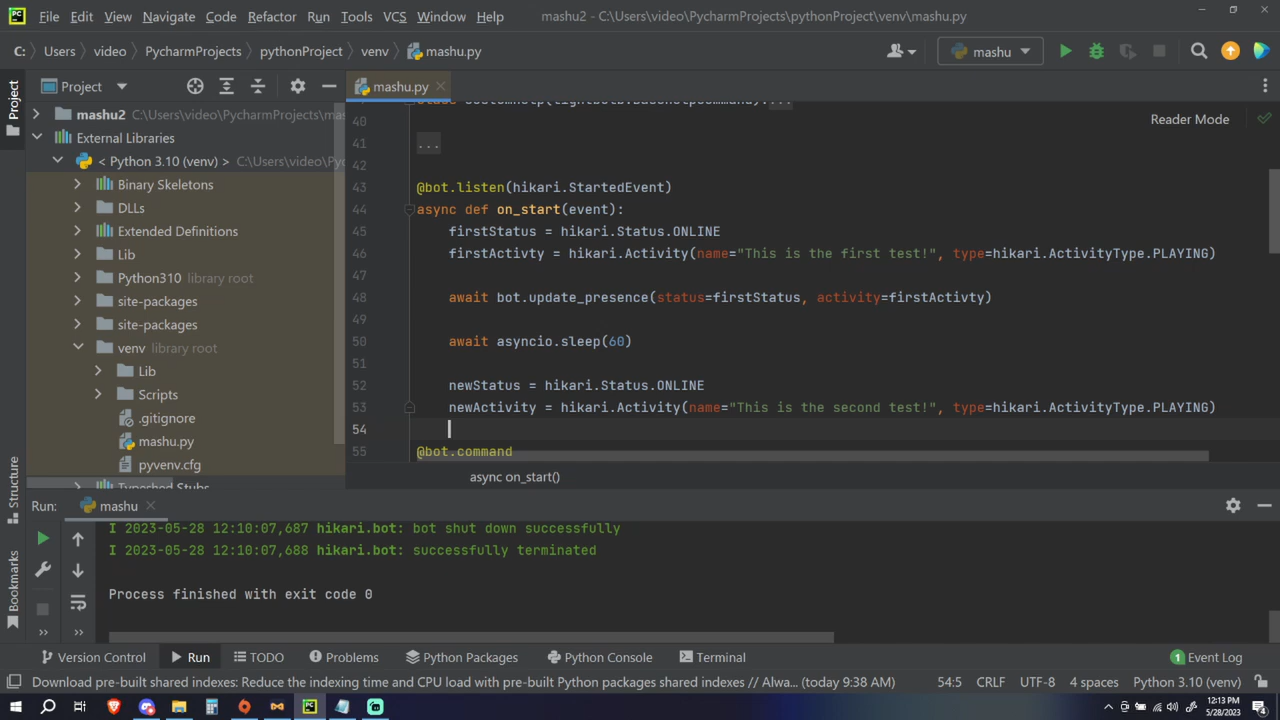 File Edit View Navigate Code Refactor Run Tools VCS Window Help mashu2 - C:\Users\video\PycharmProjects\pythonProject\venv\mashu.py
C: Users video PycharmProjects pythonProject venv mashu.py mashu
Project
Project
mashu.py
mashu2 C:\Users\video\PycharmProjects\mas
External Libraries
< Python 3.10 (venv) > C:\Users\video\PyCh
Binary Skeletons
DLLs
Extended Definitions
Lib
Python310 library root
site-packages
site-packages
venv library root
Lib
Scripts
.gitignore
mashu.py
pyvenv.cfg
Typeshed Stubs
Reader Mode
40
41 ...
42
43 @bot.listen(hikari.StartedEvent)
44 async def on_start(event):
45 firstStatus = hikari.Status.ONLINE
46 firstActivty = hikari.Activity(name="This is the first test!", type=hikari.ActivityType.PLAYING)
47
48 await bot.update_presence(status=firstStatus, activity=firstActivty)
49
50 await asyncio.sleep(60)
51
52 newStatus = hikari.Status.ONLINE
53 newActivity = hikari.Activity(name="This is the second test!", type=hikari.ActivityType.PLAYING)
54
55 @bot.command
async on_start()
Structure
Bookmarks
Run: mashu
I 2023-05-28 12:10:07,687 hikari.bot: bot shut down successfully
I 2023-05-28 12:10:07,688 hikari.bot: successfully terminated
Process finished with exit code 0
Version Control Run TODO Problems Python Packages Python Console Terminal 1 Event Log
Download pre-built shared indexes: Reduce the indexing time and CPU load with pre-built Python packages shared indexes // Alwa... (today 9:38 AM) 54:5 CRLF UTF-8 4 spaces Python 3.10 (venv)
12:13 PM
5/28/2023
4